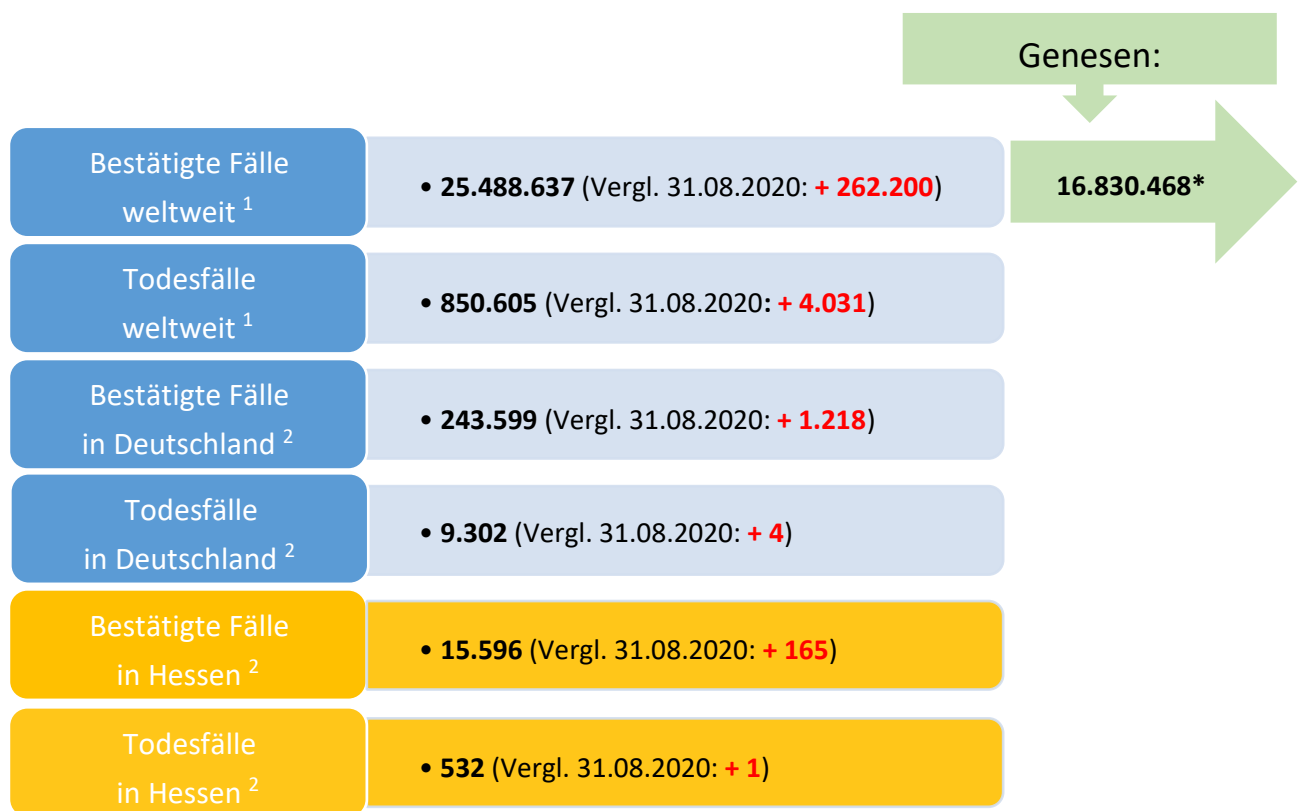 Genesen:
Bestätigte Fälle
weltweit ¹
• 25.488.637 (Vergl. 31.08.2020: + 262.200)
16.830.468*
Todesfälle
weltweit ¹
• 850.605 (Vergl. 31.08.2020: + 4.031)
Bestätigte Fälle
in Deutschland ²
• 243.599 (Vergl. 31.08.2020: + 1.218)
Todesfälle
in Deutschland ²
• 9.302 (Vergl. 31.08.2020: + 4)
Bestätigte Fälle
in Hessen ²
• 15.596 (Vergl. 31.08.2020: + 165)
Todesfälle
in Hessen ²
• 532 (Vergl. 31.08.2020: + 1)